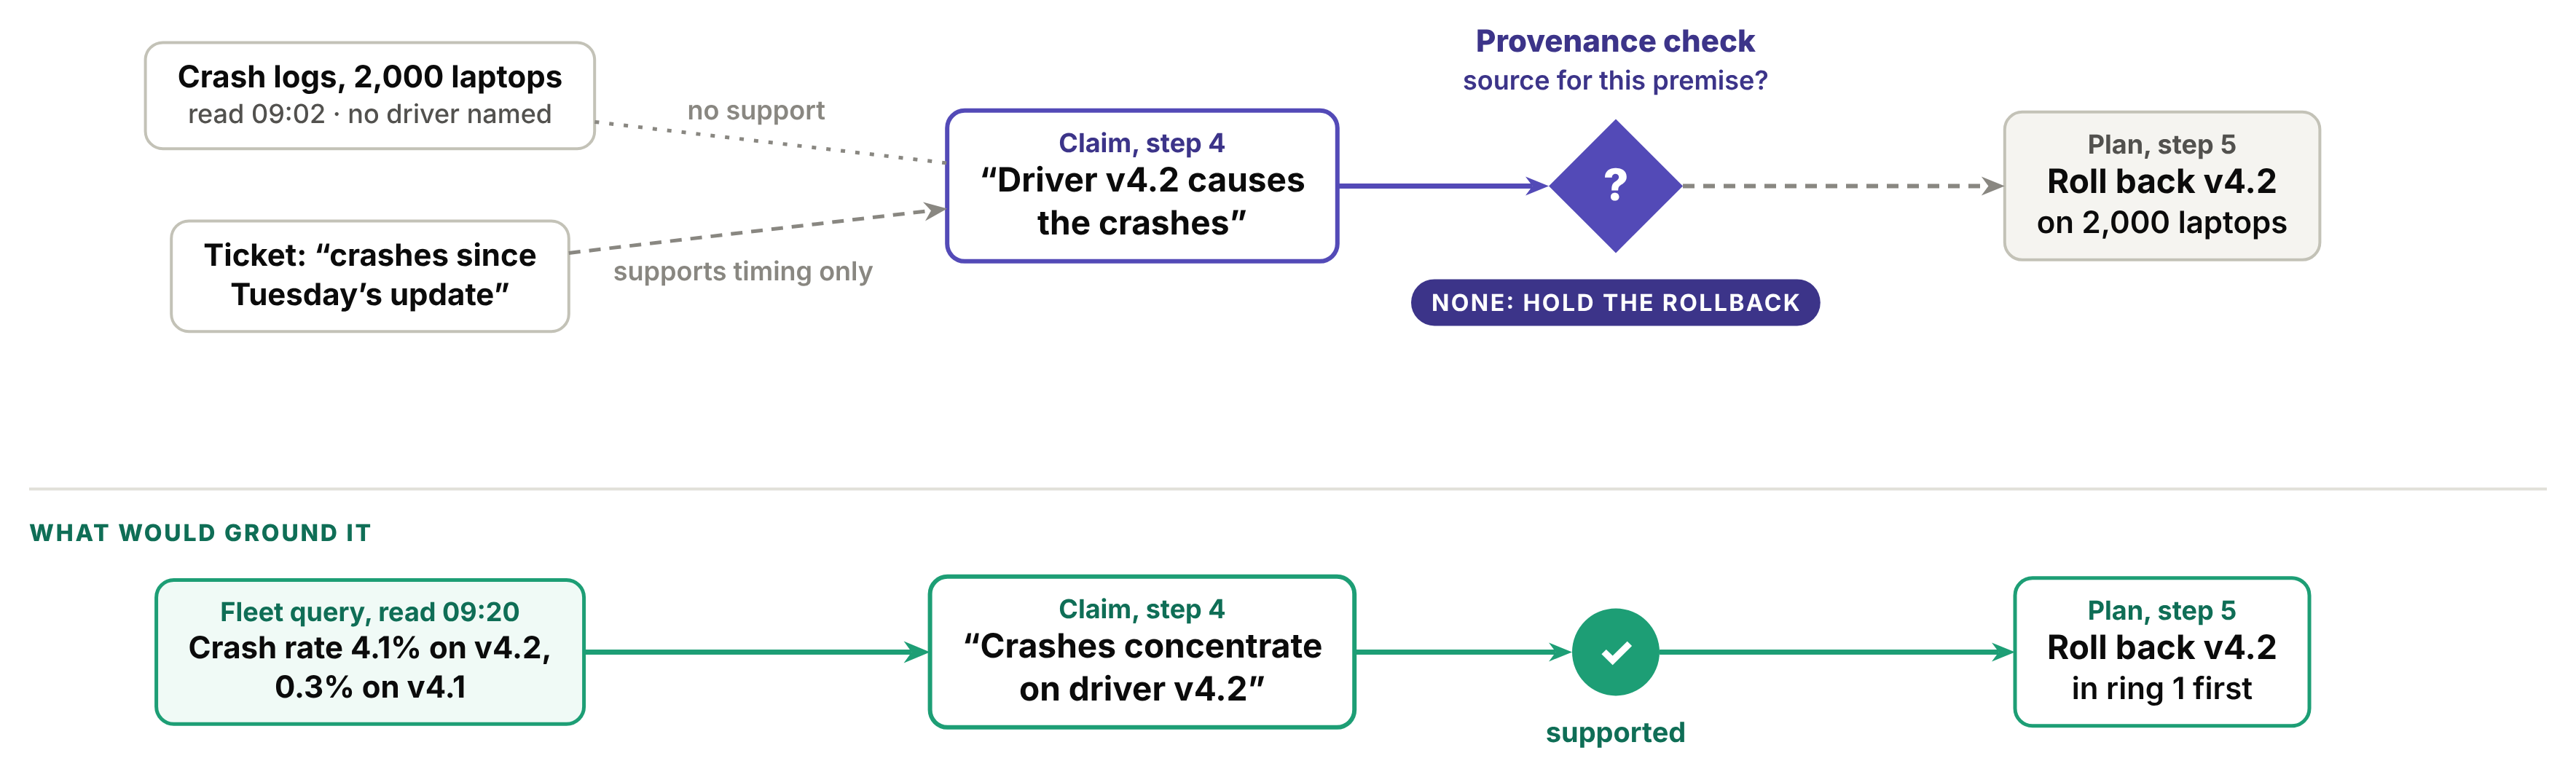 Crash logs, 2,000 laptops
read 09:02 · no driver named
no support
Ticket: “crashes since
Tuesday’s update”
supports timing only
Claim, step 4
“Driver v4.2 causes
the crashes”
Provenance check
source for this premise?
?
NONE: HOLD THE ROLLBACK
Plan, step 5
Roll back v4.2
on 2,000 laptops
WHAT WOULD GROUND IT
Fleet query, read 09:20
Crash rate 4.1% on v4.2,
0.3% on v4.1
Claim, step 4
“Crashes concentrate
on driver v4.2”
supported
Plan, step 5
Roll back v4.2
in ring 1 first